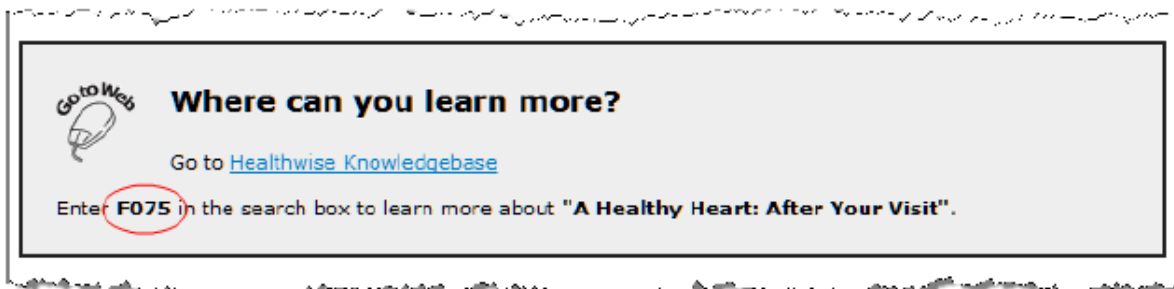 Go to Web
Where can you learn more?
Go to Healthwise Knowledgebase
Enter F075 in the search box to learn more about "A Healthy Heart: After Your Visit".